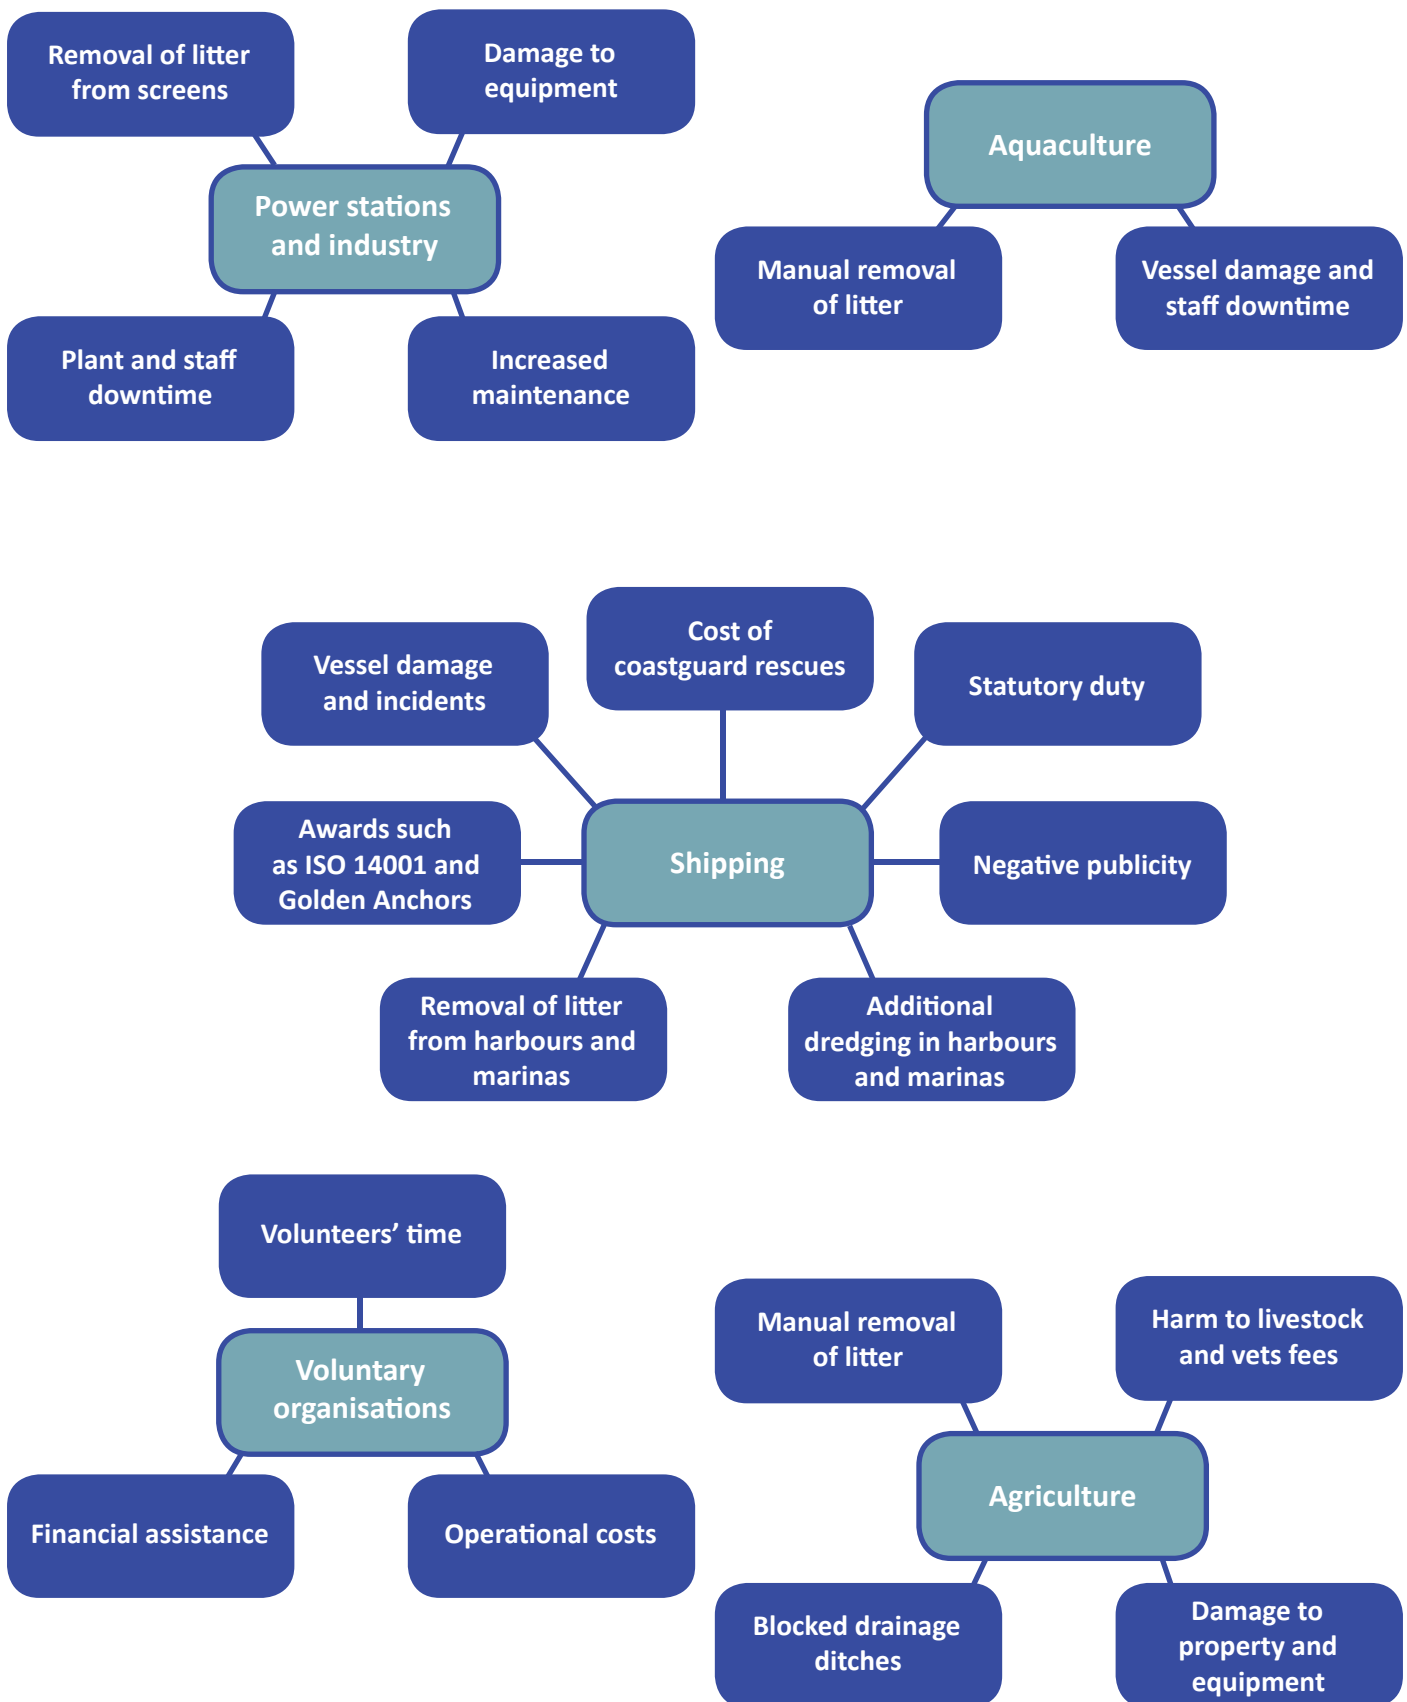 Removal of litter
from screens
Damage to
equipment
Power stations
and industry
Plant and staff
downtime
Increased
maintenance
Aquaculture
Manual removal
of litter
Vessel damage and
staff downtime
Cost of
coastguard rescues
Vessel damage
and incidents
Statutory duty
Awards such
as ISO 14001 and
Golden Anchors
Shipping
Negative publicity
Removal of litter
from harbours and
marinas
Additional
dredging in harbours
and marinas
Volunteers’ time
Voluntary
organisations
Financial assistance
Operational costs
Manual removal
of litter
Harm to livestock
and vets fees
Agriculture
Blocked drainage
ditches
Damage to
property and
equipment